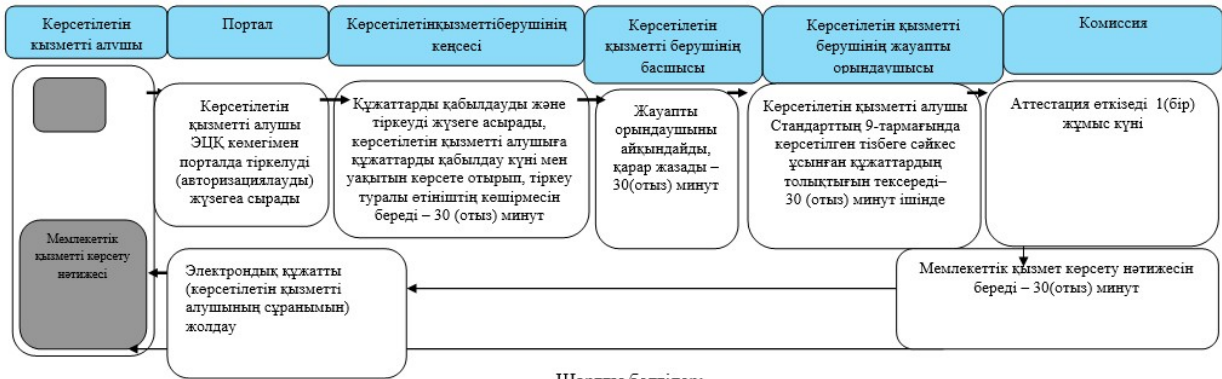 Көрсетілетін
кызметті алушы
Портал
Көрсетілетінқызметтіберушінің
кеңсесі
Көрсетілетін
қызметті берушінің
басшысы
Көрсетілетін қызметті
берушінің жауапты
орындаушысы
Комиссия
Көрсетілетін
қызметті алушы
ЭЦҚ көмегімен
порталда тіркелуді
(авторизациялауды)
жүзегеа сырады
Құжаттарды қабылдауды және
тіркеуді жүзеге асырады,
көрсетілетін қызметті алушыға
құжаттарды қабылдау күні мен
уақытын көрсете отырып, тіркеу
туралы өтініштің көшірмесін
береді – 30 (отыз) минут
Жауапты
орындаушыны
айқындайды,
қарар жазады –
30(отыз) минут
Көрсетілетін қызметті алушы
Стандарттың 9-тармағында
көрсетілген тізбеге сәйкес
ұсынған құжаттардың
толықтығын тексереді–
30 (отыз) минут ішінде
Аттестация өткізеді 1(бір)
жұмыс күні
Мемлекеттік
қызметті көрсету
нәтижесі
Электрондық құжатты
(көрсетілетін қызметті
алушының сұранымын)
жолдау
Мемлекеттік қызмет көрсету нәтижесін
береді – 30(отыз) минут